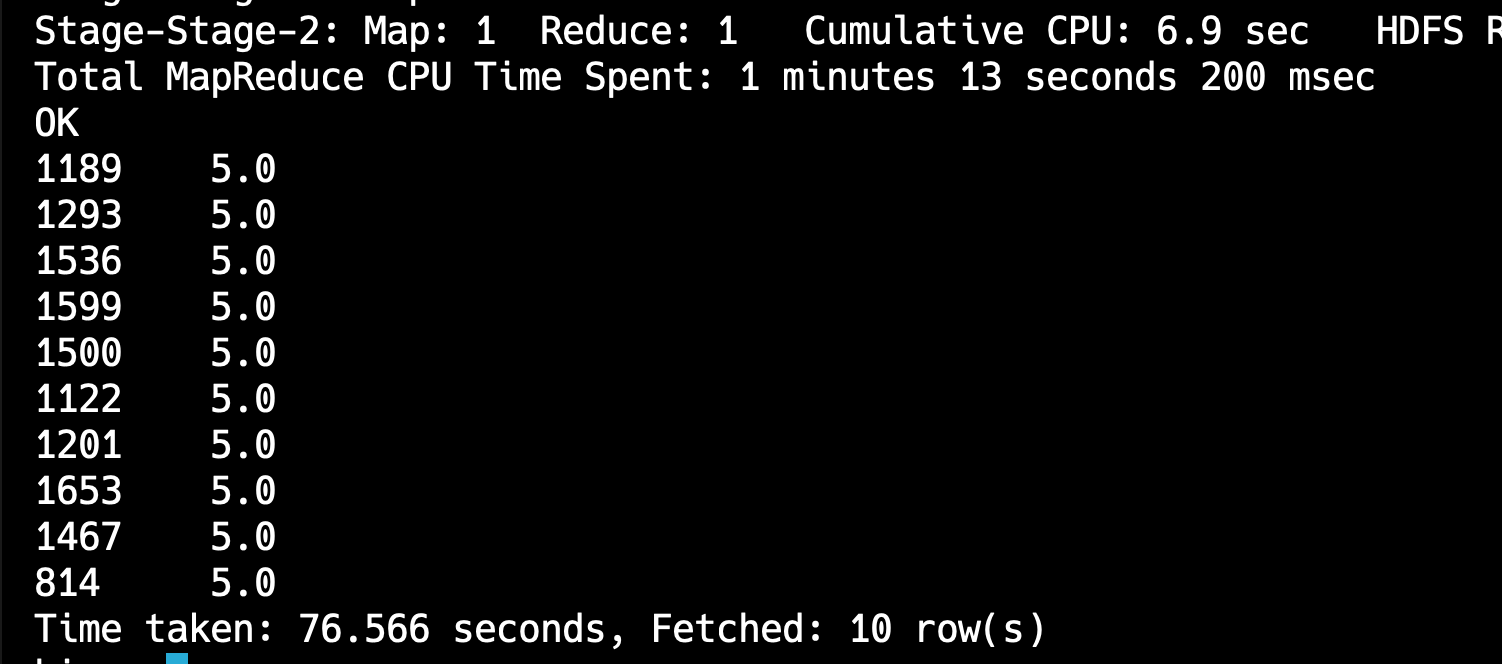 Stage-Stage-2: Map: 1  Reduce: 1   Cumulative CPU: 6.9 sec   HDFS R
Total MapReduce CPU Time Spent: 1 minutes 13 seconds 200 msec
OK
1189	5.0
1293	5.0
1536	5.0
1599	5.0
1500	5.0
1122	5.0
1201	5.0
1653	5.0
1467	5.0
814	5.0
Time taken: 76.566 seconds, Fetched: 10 row(s)